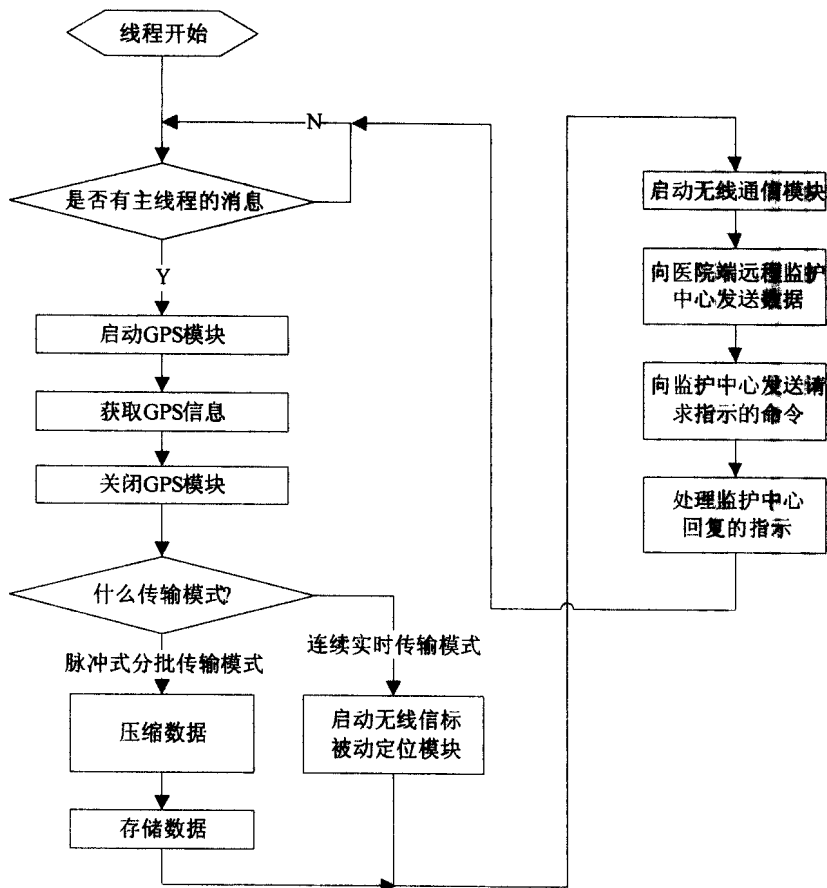 线程开始
N
是否有主线程的消息
Y
启动GPS模块
获取GPS信息
关闭GPS模块
什么传输模式?
脉冲式分批传输模式
连续实时传输模式
压缩数据
启动无线信标
被动定位模块
存储数据
启动无线通信模块
向医院端远程监护
中心发送数据
向监护中心发送请
求指示的命令
处理监护中心
回复的指示